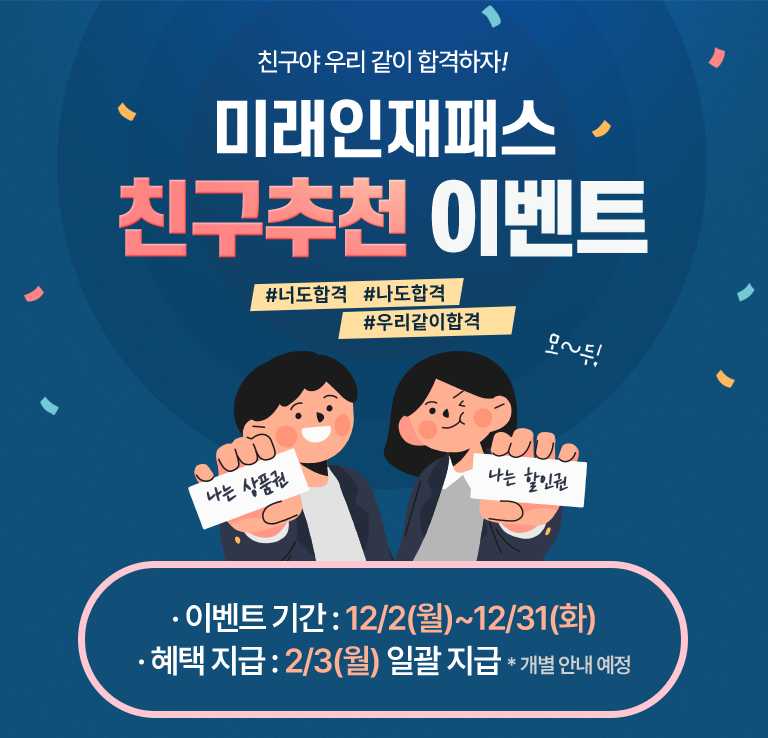 친구야 우리 같이 합격하자!
미래인재패스
친구추천 이벤트
#너도합격 #나도합격
#우리같이합격
모~두!
나는 상품권
나는 할인권
· 이벤트 기간 : 12/2(월)~12/31(화)
· 혜택 지급 : 2/3(월) 일괄 지급 * 개별 안내 예정